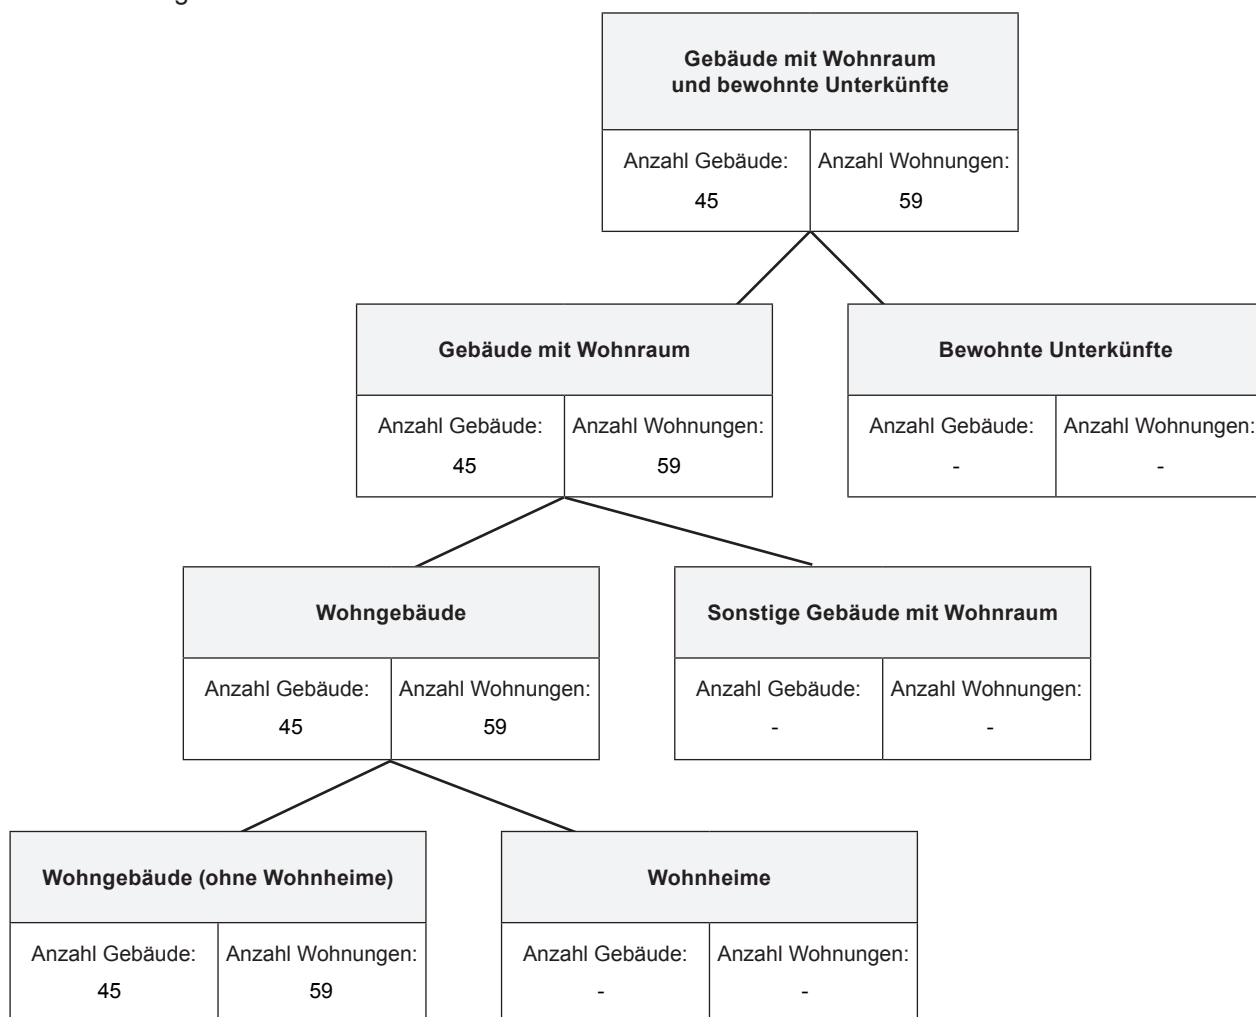 Gebäude mit Wohnraum
und bewohnte Unterkünfte
Anzahl Gebäude: Anzahl Wohnungen:
45 59
Gebäude mit Wohnraum
Anzahl Gebäude: Anzahl Wohnungen:
45 59
Bewohnte Unterkünfte
Anzahl Gebäude: Anzahl Wohnungen:
- -
Wohngebäude
Anzahl Gebäude: Anzahl Wohnungen:
45 59
Sonstige Gebäude mit Wohnraum
Anzahl Gebäude: Anzahl Wohnungen:
- -
Wohngebäude (ohne Wohnheime)
Anzahl Gebäude: Anzahl Wohnungen:
45 59
Wohnheime
Anzahl Gebäude: Anzahl Wohnungen:
- -